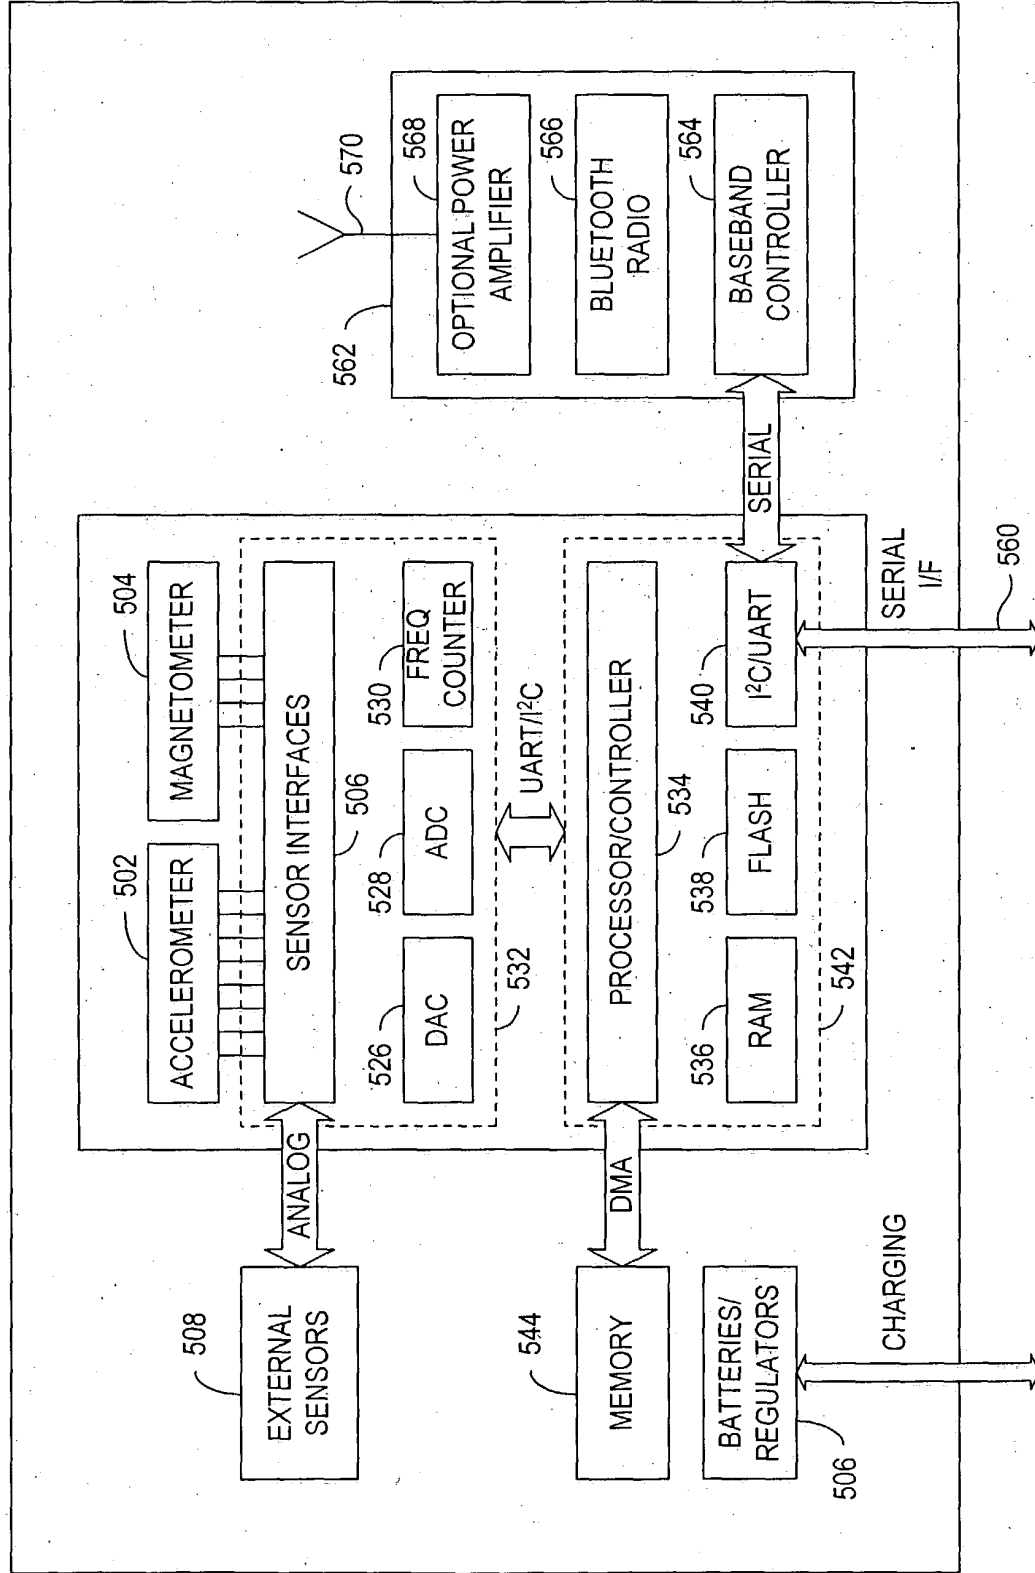 508
EXTERNAL
SENSORS
ANALOG
502
ACCELEROMETER
504
MAGNETOMETER
SENSOR INTERFACES
506
526
DAC
528
ADC
530
FREQ
COUNTER
532
UART/I²C
544
MEMORY
DMA
PROCESSOR/CONTROLLER
534
536
RAM
538
FLASH
540
I²C/UART
542
BATTERIES/
REGULATORS
506
CHARGING
SERIAL
SERIAL
I/F
560
570
562
568
OPTIONAL POWER
AMPLIFIER
566
BLUETOOTH
RADIO
564
BASEBAND
CONTROLLER